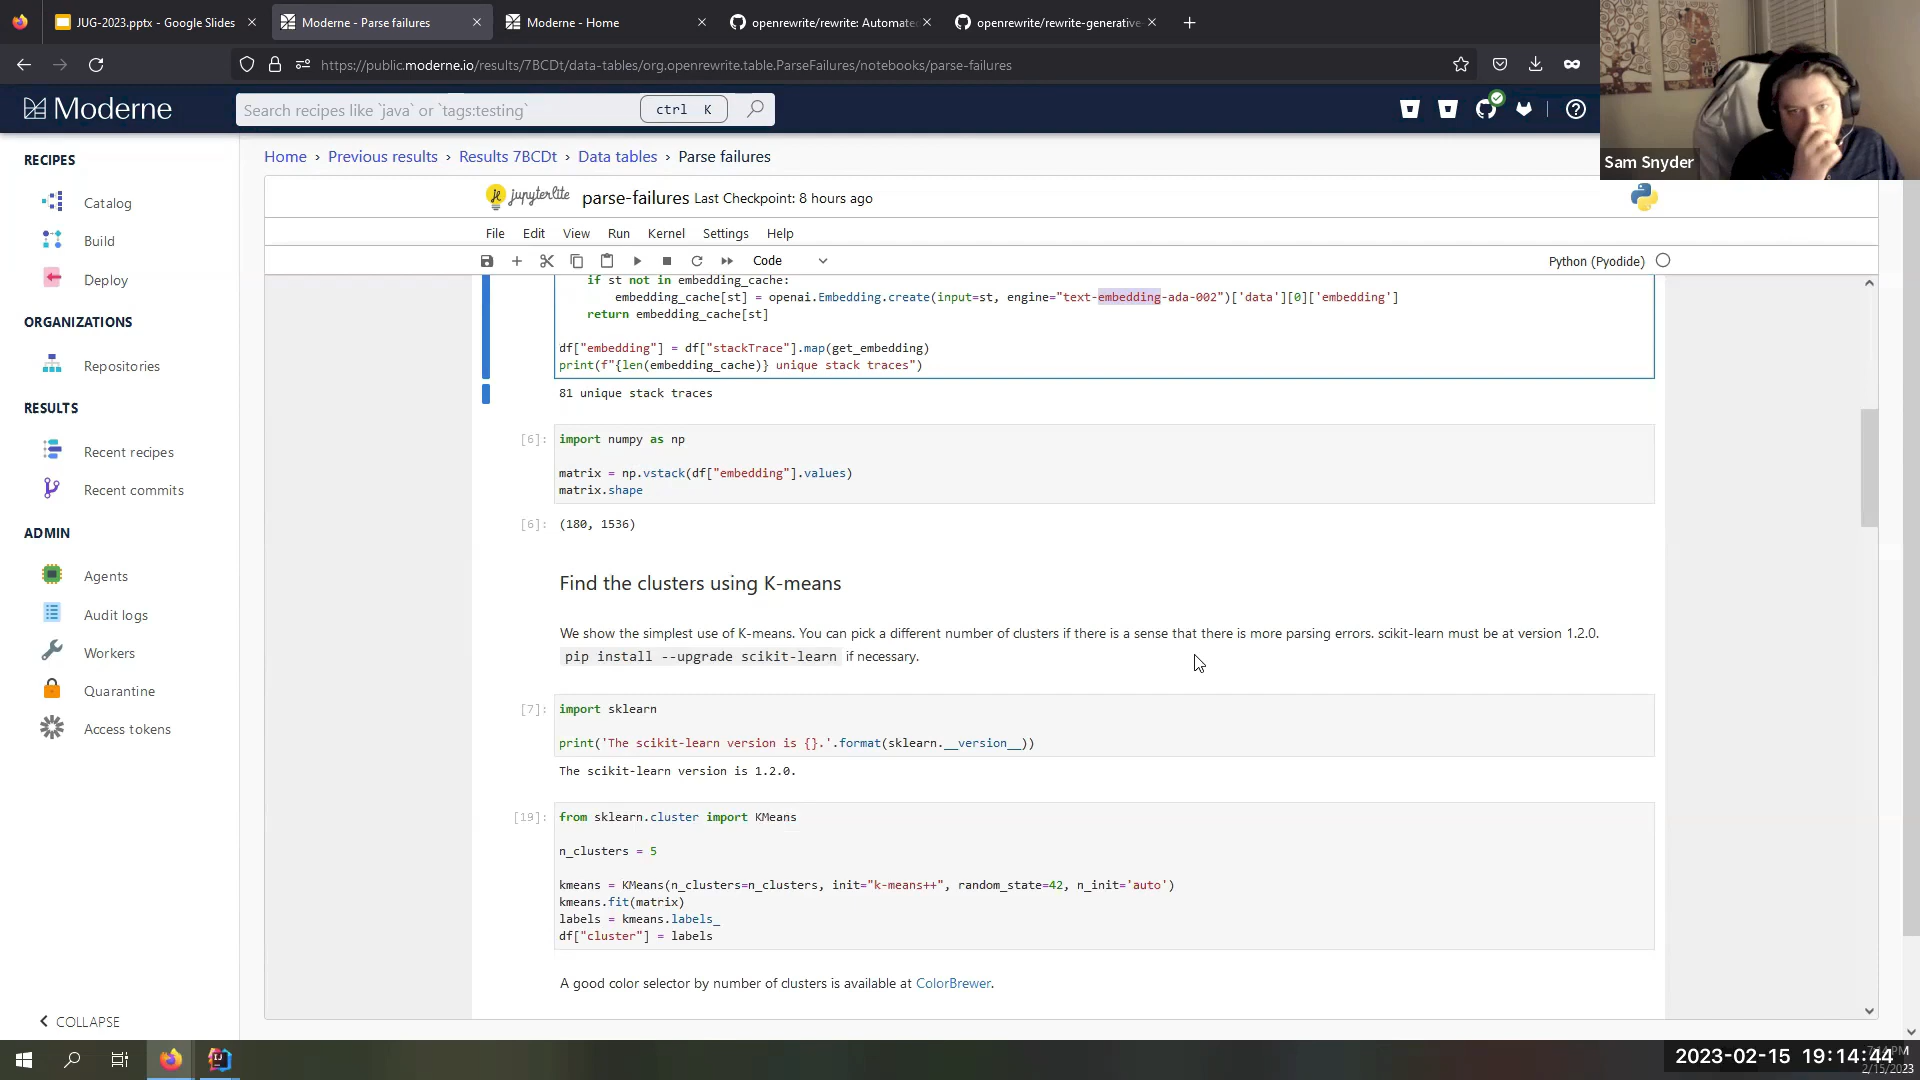 JUG-2023.pptx - Google Slides
Moderne - Parse failures
Moderne - Home
openrewrite/rewrite: Automate
openrewrite/rewrite-generative-
https://public.moderne.io/results/7BCDt/data-tables/org.openrewrite.table.ParseFailures/notebooks/parse-failures
Moderne
Search recipes like `java` or `tags:testing`
ctrl K
Sam Snyder
RECIPES
Catalog
Build
Deploy
ORGANIZATIONS
Repositories
RESULTS
Recent recipes
Recent commits
ADMIN
Agents
Audit logs
Workers
Quarantine
Access tokens
COLLAPSE
Home › Previous results › Results 7BCDt › Data tables › Parse failures
jupyterlite parse-failures Last Checkpoint: 8 hours ago
File Edit View Run Kernel Settings Help
Code
Python (Pyodide)
if st not in embedding_cache:
embedding_cache[st] = openai.Embedding.create(input=st, engine="text-embedding-ada-002")['data'][0]['embedding']
return embedding_cache[st]
df["embedding"] = df["stackTrace"].map(get_embedding)
print(f"{len(embedding_cache)} unique stack traces")
81 unique stack traces
[6]: import numpy as np
matrix = np.vstack(df["embedding"].values)
matrix.shape
[6]: (180, 1536)
Find the clusters using K-means
We show the simplest use of K-means. You can pick a different number of clusters if there is a sense that there is more parsing errors. scikit-learn must be at version 1.2.0.
pip install --upgrade scikit-learn if necessary.
[7]: import sklearn
print('The scikit-learn version is {}.'.format(sklearn.__version__))
The scikit-learn version is 1.2.0.
[19]: from sklearn.cluster import KMeans
n_clusters = 5
kmeans = KMeans(n_clusters=n_clusters, init="k-means++", random_state=42, n_init='auto')
kmeans.fit(matrix)
labels = kmeans.labels_
df["cluster"] = labels
A good color selector by number of clusters is available at ColorBrewer.
2023-02-15 19:14:44
2/15/2023